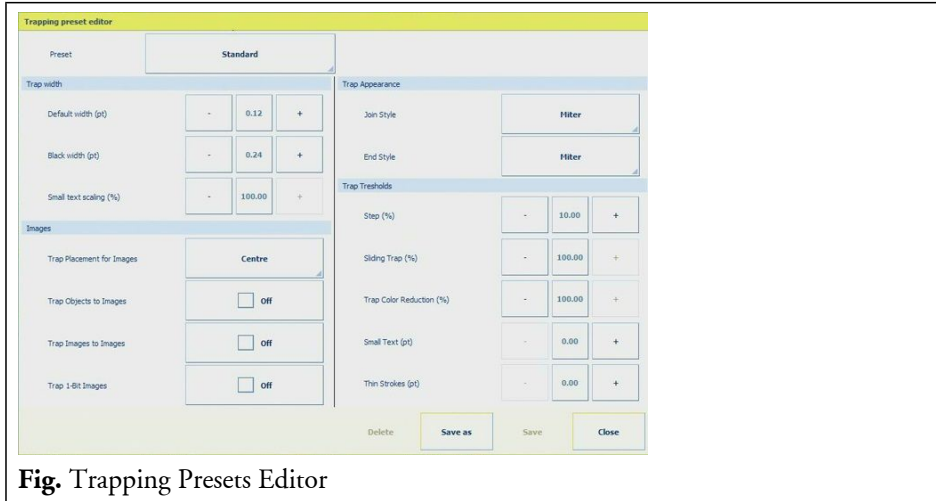 Trapping preset editor
Preset Standard
Trap width
Default width (pt) - 0.12 +
Black width (pt) - 0.24 +
Small text scaling (%) - 100.00 +
Images
Trap Placement for Images Centre
Trap Objects to Images Off
Trap Images to Images Off
Trap 1-Bit Images Off
Trap Appearance
Join Style Miter
End Style Miter
Trap Tresholds
Step (%) - 10.00 +
Sliding Trap (%) - 100.00 +
Trap Color Reduction (%) - 100.00 +
Small Text (pt) - 0.00 +
Thin Strokes (pt) - 0.00 +
Delete Save as Save Close
Fig. Trapping Presets Editor